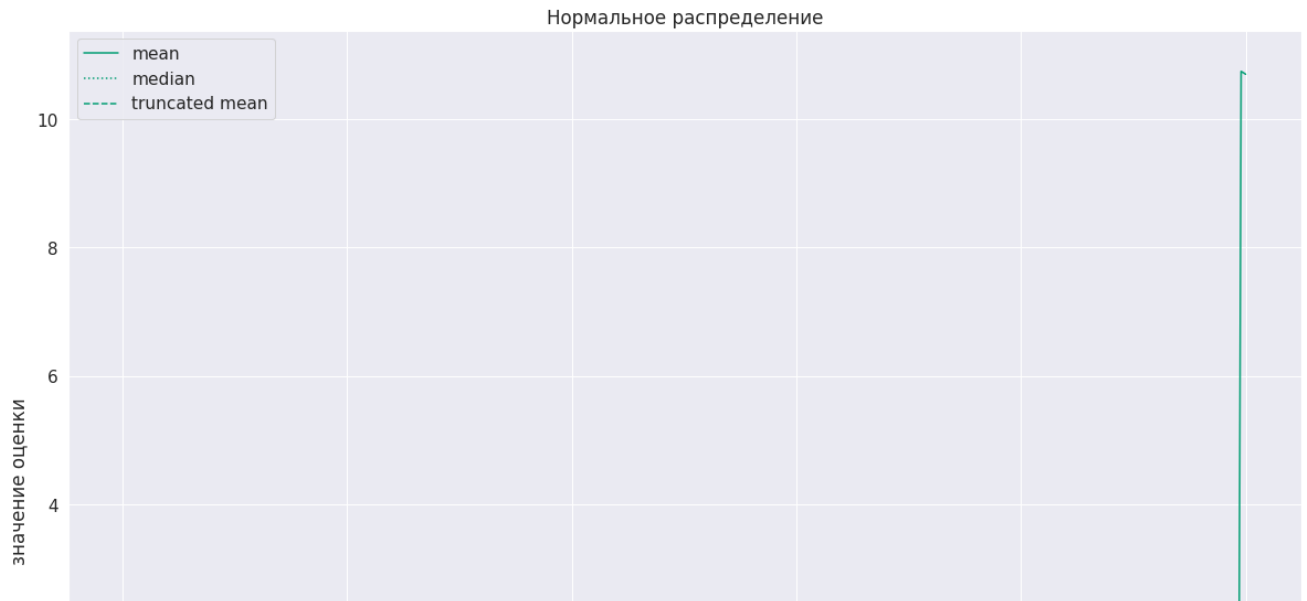 Нормальное распределение
mean
median
truncated mean
10
8
6
4
значение оценки